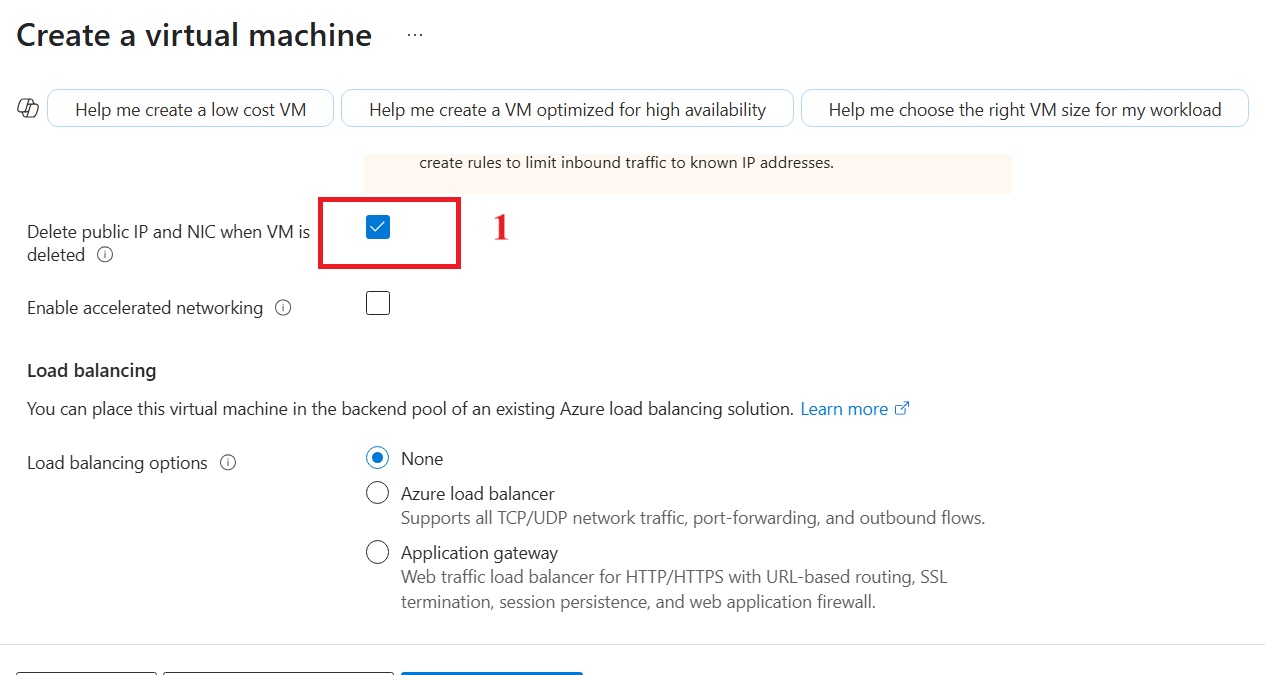 Create a virtual machine ...
Help me create a low cost VM
Help me create a VM optimized for high availability
Help me choose the right VM size for my workload
create rules to limit inbound traffic to known IP addresses.
Delete public IP and NIC when VM is
deleted
1
Enable accelerated networking
Load balancing
You can place this virtual machine in the backend pool of an existing Azure load balancing solution. Learn more
Load balancing options
None
Azure load balancer
Supports all TCP/UDP network traffic, port-forwarding, and outbound flows.
Application gateway
Web traffic load balancer for HTTP/HTTPS with URL-based routing, SSL
termination, session persistence, and web application firewall.